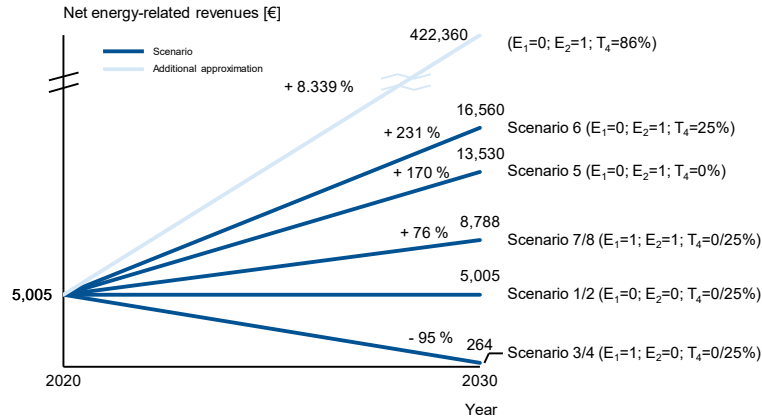 Net energy-related revenues [€]
Scenario
Additional approximation
422,360
(E₁=0; E₂=1; T₄=86%)
+ 8.339 %
16,560
+ 231 %
Scenario 6 (E₁=0; E₂=1; T₄=25%)
13,530
+ 170 %
Scenario 5 (E₁=0; E₂=1; T₄=0%)
8,788
+ 76 %
Scenario 7/8 (E₁=1; E₂=1; T₄=0/25%)
5,005
5,005
Scenario 1/2 (E₁=0; E₂=0; T₄=0/25%)
- 95 %
264
Scenario 3/4 (E₁=1; E₂=0; T₄=0/25%)
2020
2030
Year